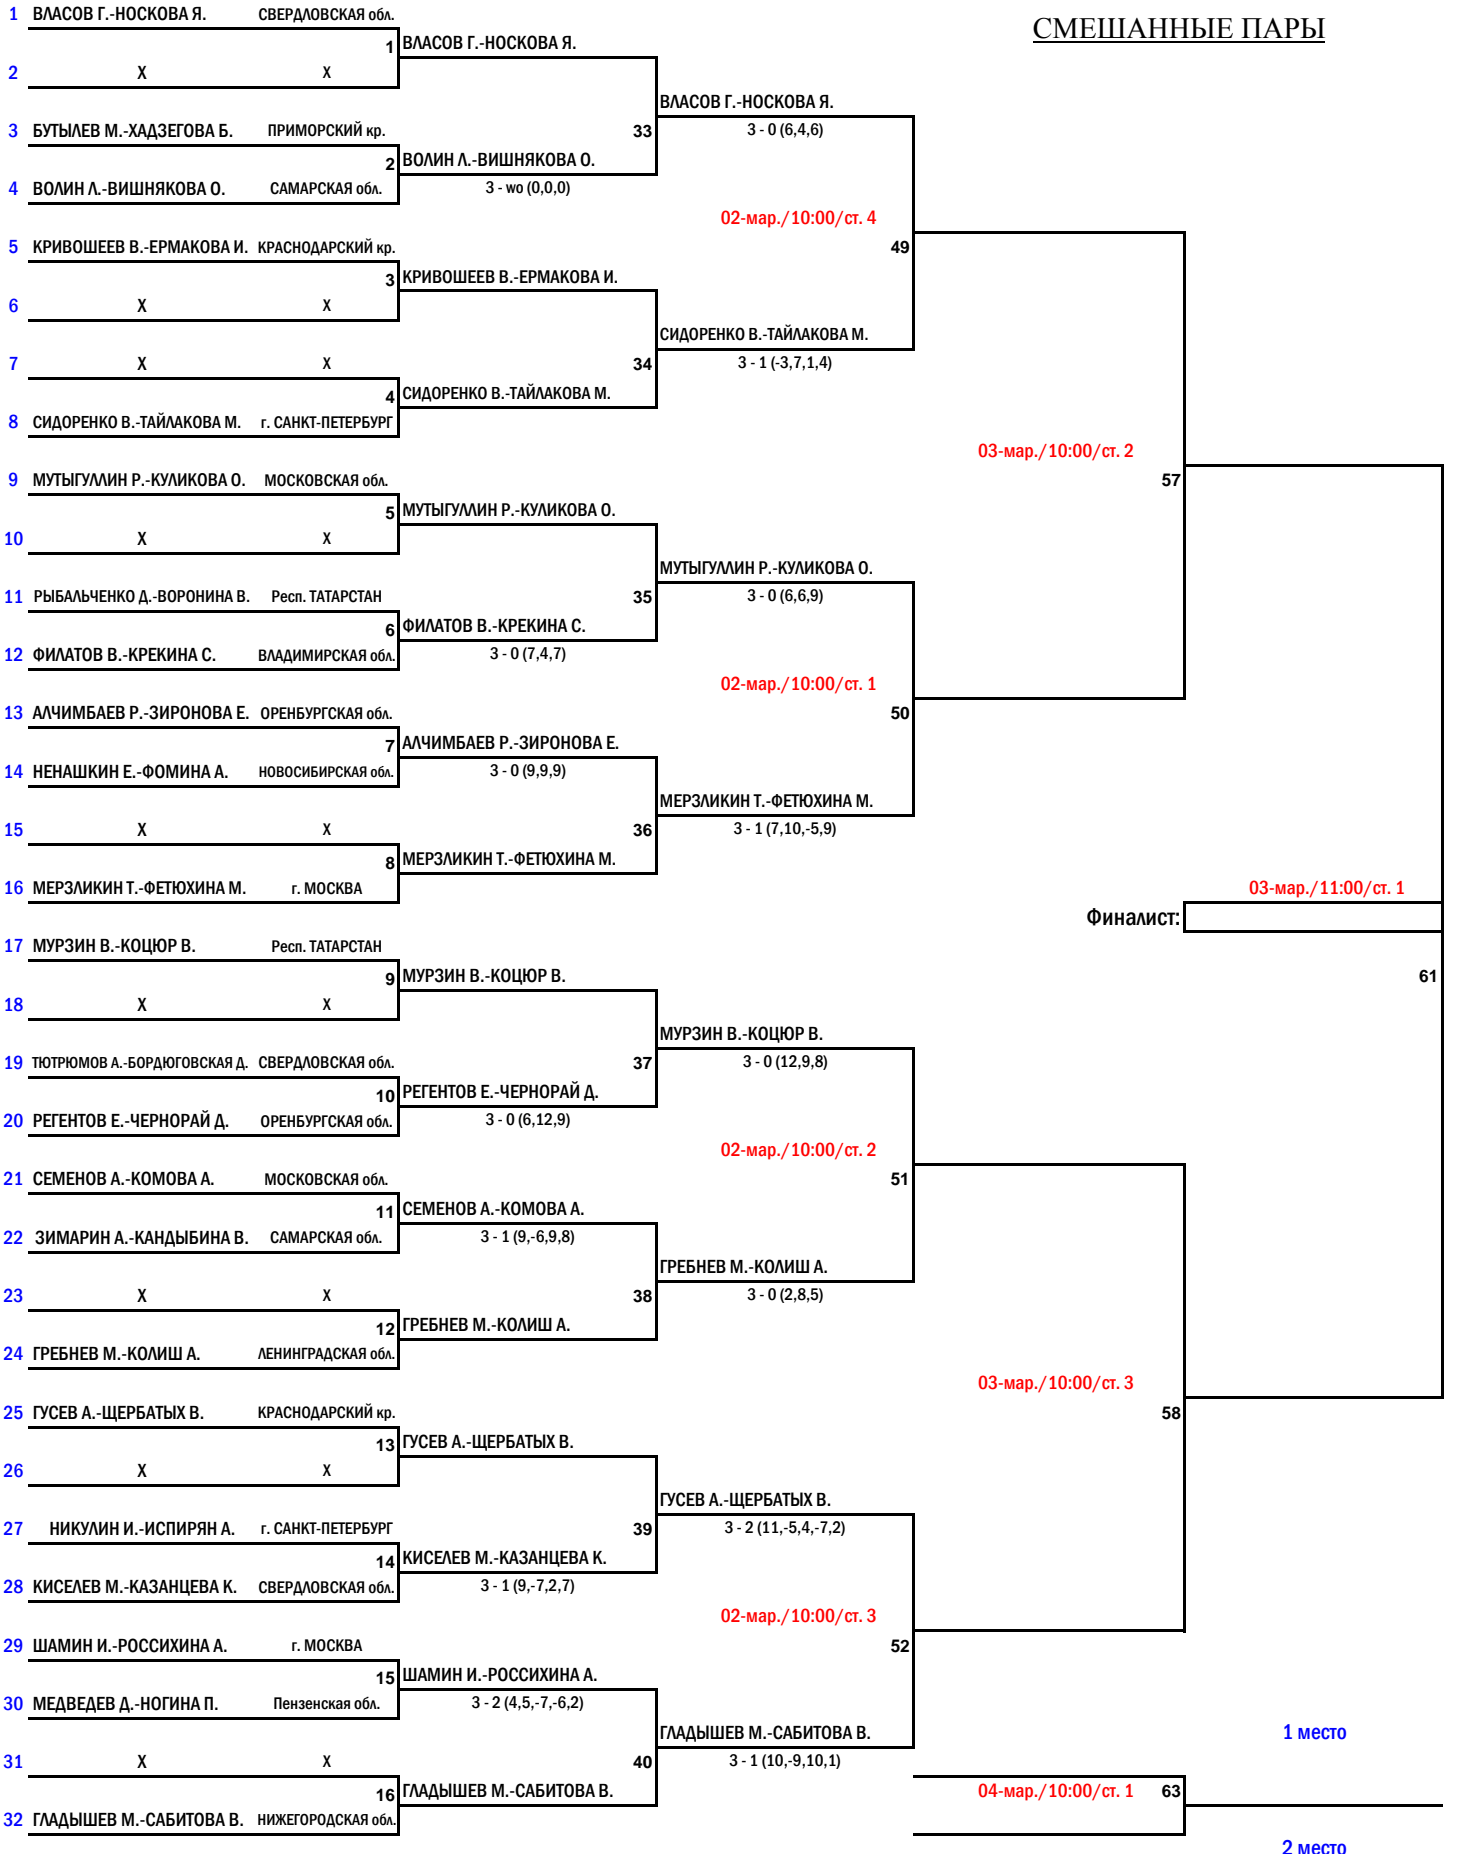 СМЕШАННЫЕ ПАРЫ
1 ВЛАСОВ Г.-НОСКОВА Я. СВЕРДЛОВСКАЯ обл.
1 ВЛАСОВ Г.-НОСКОВА Я.
2 X X
ВЛАСОВ Г.-НОСКОВА Я.
3 БУТЫЛЕВ М.-ХАДЗЕГОВА Б. ПРИМОРСКИЙ кр. 33 3 - 0 (6,4,6)
2 ВОЛИН Л.-ВИШНЯКОВА О.
4 ВОЛИН Л.-ВИШНЯКОВА О. САМАРСКАЯ обл. 3 - wo (0,0,0)
02-мар./10:00/ст. 4
5 КРИВОШЕЕВ В.-ЕРМАКОВА И. КРАСНОДАРСКИЙ кр. 49
3 КРИВОШЕЕВ В.-ЕРМАКОВА И.
6 X X
СИДОРЕНКО В.-ТАЙЛАКОВА М.
7 X X 34 3 - 1 (-3,7,1,4)
4 СИДОРЕНКО В.-ТАЙЛАКОВА М.
8 СИДОРЕНКО В.-ТАЙЛАКОВА М. г. САНКТ-ПЕТЕРБУРГ
03-мар./10:00/ст. 2
9 МУТЫГУЛЛИН Р.-КУЛИКОВА О. МОСКОВСКАЯ обл. 57
5 МУТЫГУЛЛИН Р.-КУЛИКОВА О.
10 X X
МУТЫГУЛЛИН Р.-КУЛИКОВА О.
11 РЫБАЛЬЧЕНКО Д.-ВОРОНИНА В. Респ. ТАТАРСТАН 35 3 - 0 (6,6,9)
6 ФИЛАТОВ В.-КРЕКИНА С.
12 ФИЛАТОВ В.-КРЕКИНА С. ВЛАДИМИРСКАЯ обл. 3 - 0 (7,4,7)
02-мар./10:00/ст. 1
13 АЛЧИМБАЕВ Р.-ЗИРОНОВА Е. ОРЕНБУРГСКАЯ обл. 50
7 АЛЧИМБАЕВ Р.-ЗИРОНОВА Е.
14 НЕНАШКИН Е.-ФОМИНА А. НОВОСИБИРСКАЯ обл. 3 - 0 (9,9,9)
МЕРЗЛИКИН Т.-ФЕТЮХИНА М.
15 X X 36 3 - 1 (7,10,-5,9)
8 МЕРЗЛИКИН Т.-ФЕТЮХИНА М.
16 МЕРЗЛИКИН Т.-ФЕТЮХИНА М. г. МОСКВА 03-мар./11:00/ст. 1
Финалист:
17 МУРЗИН В.-КОЦЮР В. Респ. ТАТАРСТАН
9 МУРЗИН В.-КОЦЮР В. 61
18 X X
МУРЗИН В.-КОЦЮР В.
19 ТЮТРЮМОВ А.-БОРДЮГОВСКАЯ Д. СВЕРДЛОВСКАЯ обл. 37 3 - 0 (12,9,8)
10 РЕГЕНТОВ Е.-ЧЕРНОРАЙ Д.
20 РЕГЕНТОВ Е.-ЧЕРНОРАЙ Д. ОРЕНБУРГСКАЯ обл. 3 - 0 (6,12,9)
02-мар./10:00/ст. 2
21 СЕМЕНОВ А.-КОМОВА А. МОСКОВСКАЯ обл. 51
11 СЕМЕНОВ А.-КОМОВА А.
22 ЗИМАРИН А.-КАНДЫБИНА В. САМАРСКАЯ обл. 3 - 1 (9,-6,9,8)
ГРЕБНЕВ М.-КОЛИШ А.
23 X X 38 3 - 0 (2,8,5)
12 ГРЕБНЕВ М.-КОЛИШ А.
24 ГРЕБНЕВ М.-КОЛИШ А. ЛЕНИНГРАДСКАЯ обл.
03-мар./10:00/ст. 3
25 ГУСЕВ А.-ЩЕРБАТЫХ В. КРАСНОДАРСКИЙ кр. 58
13 ГУСЕВ А.-ЩЕРБАТЫХ В.
26 X X
ГУСЕВ А.-ЩЕРБАТЫХ В.
27 НИКУЛИН И.-ИСПИРЯН А. г. САНКТ-ПЕТЕРБУРГ 39 3 - 2 (11,-5,4,-7,2)
14 КИСЕЛЕВ М.-КАЗАНЦЕВА К.
28 КИСЕЛЕВ М.-КАЗАНЦЕВА К. СВЕРДЛОВСКАЯ обл. 3 - 1 (9,-7,2,7)
02-мар./10:00/ст. 3
29 ШАМИН И.-РОССИХИНА А. г. МОСКВА 52
15 ШАМИН И.-РОССИХИНА А.
30 МЕДВЕДЕВ Д.-НОГИНА П. Пензенская обл. 3 - 2 (4,5,-7,-6,2)
ГЛАДЫШЕВ М.-САБИТОВА В. 1 место
31 X X 40 3 - 1 (10,-9,10,1)
16 ГЛАДЫШЕВ М.-САБИТОВА В. 04-мар./10:00/ст. 1 63
32 ГЛАДЫШЕВ М.-САБИТОВА В. НИЖЕГОРОДСКАЯ обл.
2 место